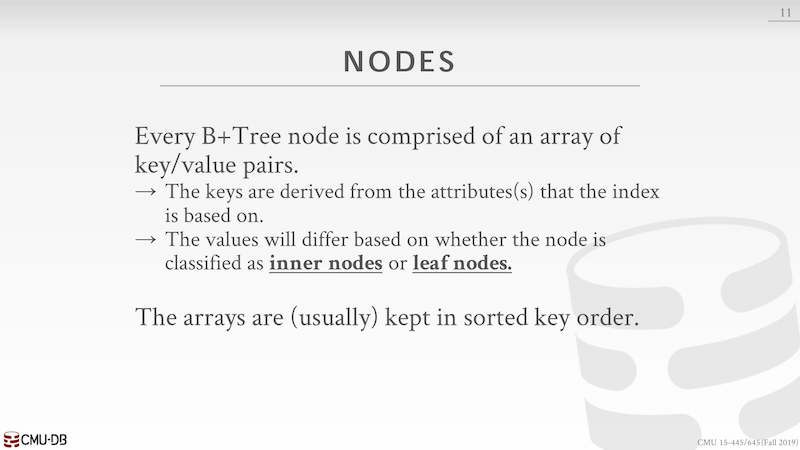 11
NODES
Every B+Tree node is comprised of an array of
key/value pairs.
→ The keys are derived from the attributes(s) that the index
is based on.
→ The values will differ based on whether the node is
classified as inner nodes or leaf nodes.
The arrays are (usually) kept in sorted key order.
CMU·DB
CMU 15-445/645 (Fall 2019)